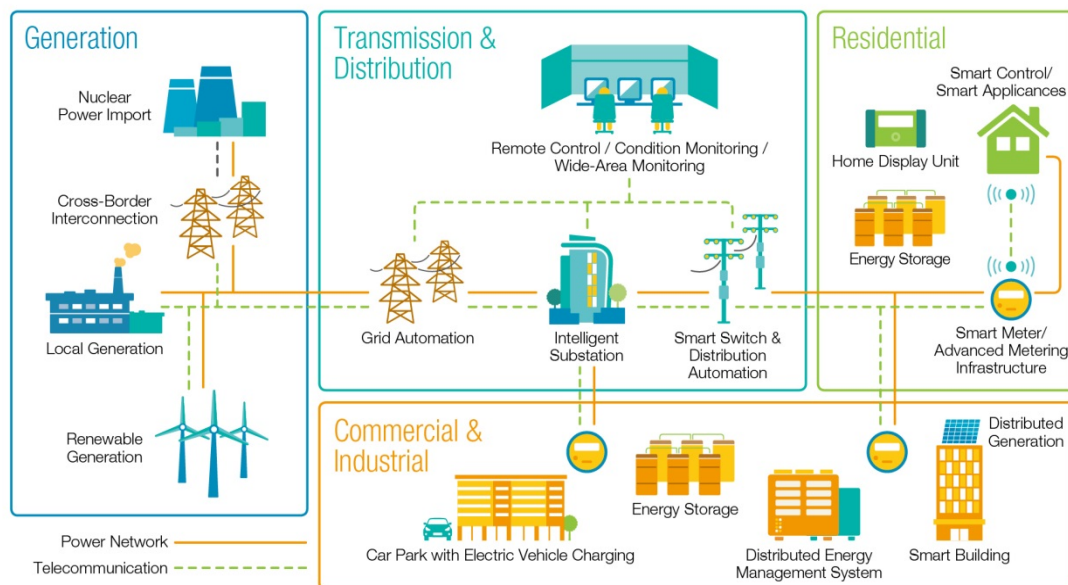 Generation
Nuclear
Power Import
Cross-Border
Interconnection
Local Generation
Renewable
Generation
Power Network
Telecommunication
Transmission &
Distribution
Remote Control / Condition Monitoring /
Wide-Area Monitoring
Grid Automation
Intelligent
Substation
Smart Switch &
Distribution
Automation
Residential
Smart Control/
Smart Applicances
Home Display Unit
Energy Storage
Smart Meter/
Advanced Metering
Infrastructure
Commercial &
Industrial
Car Park with Electric Vehicle Charging
Energy Storage
Distributed Energy
Management System
Distributed
Generation
Smart Building